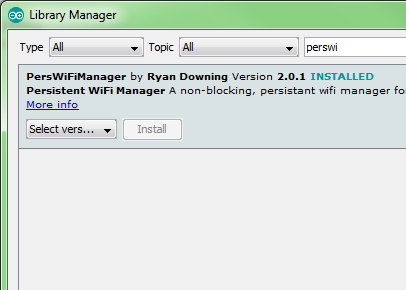 Library Manager
Type All Topic All perswi
PersWiFiManager by Ryan Downing Version 2.0.1 INSTALLED
Persistent WiFi Manager A non-blocking, persistant wifi manager fo
More info
Select vers... Install